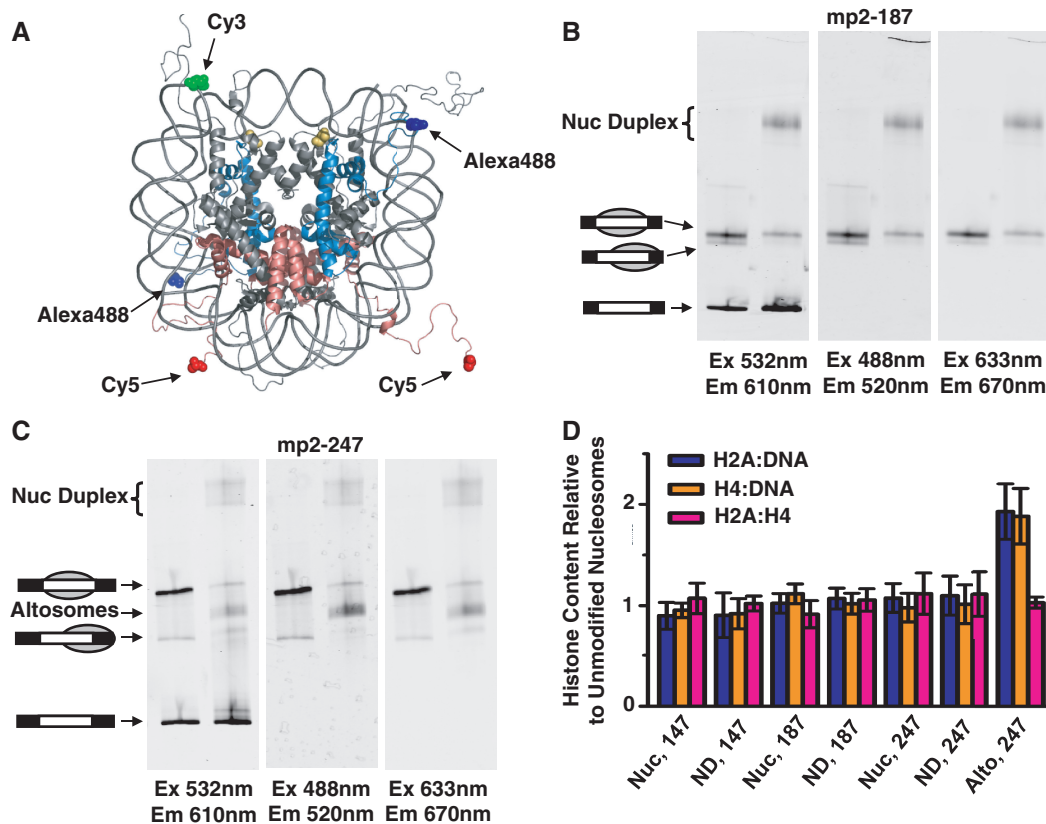 A
Cy3
Alexa488
Alexa488
Cy5
Cy5
B
mp2-187
Nuc Duplex
Ex 532nm
Em 610nm
Ex 488nm
Em 520nm
Ex 633nm
Em 670nm
C
mp2-247
Nuc Duplex
Altosomes
Ex 532nm
Em 610nm
Ex 488nm
Em 520nm
Ex 633nm
Em 670nm
D
Histone Content Relative
to Unmodified Nucleosomes
2
1
0
H2A:DNA
H4:DNA
H2A:H4
Nuc, 147
ND, 147
Nuc, 187
ND, 187
Nuc, 247
ND, 247
Alto, 247